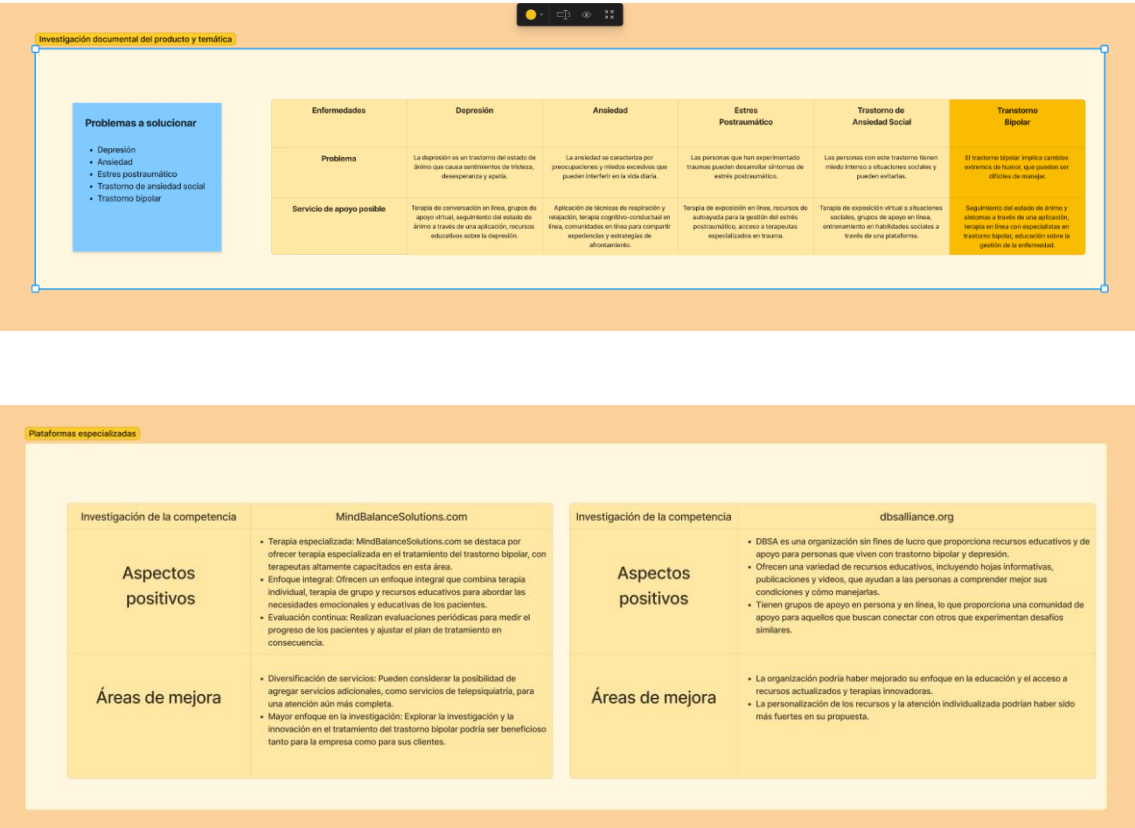 Investigación documental del producto y temática
Problemas a solucionar
• Depresión
• Ansiedad
• Estres postraumático
• Trastorno de ansiedad social
• Trastorno bipolar
Enfermedades
Depresión
Ansiedad
Estres
Postraumático
Trastorno de
Ansiedad Social
Transtorno
Bipolar
Problema
La depresión es un trastorno del estado de
ánimo que causa sentimientos de tristeza,
desesperanza y apatía.
La ansiedad se caracteriza por
preocupaciones y miedos excesivos que
pueden interferir en la vida diaria.
Las personas que han experimentado
traumas pueden desarrollar síntomas de
estrés postraumático.
Las personas con este trastorno tienen
miedo intenso a situaciones sociales y
pueden evitarlas.
El trastorno bipolar implica cambios
extremos de humor, que pueden ser
difíciles de manejar.
Servicio de apoyo posible
Terapia de conversación en línea, grupos de
apoyo virtual, seguimiento del estado de
ánimo a través de una aplicación, recursos
educativos sobre la depresión.
Aplicación de técnicas de respiración y
relajación, terapia cognitivo-conductual en
línea, comunidades en línea para compartir
experiencias y estrategias de
afrontamiento.
Terapia de exposición en línea, recursos de
autoayuda para la gestión del estrés
postraumático, acceso a terapeutas
especializados en trauma.
Terapia de exposición virtual a situaciones
sociales, grupos de apoyo en línea,
entrenamiento en habilidades sociales a
través de una plataforma.
Seguimiento del estado de ánimo y
síntomas a través de una aplicación,
terapia en línea con especialistas en
trastorno bipolar, educación sobre la
gestión de la enfermedad.
Plataformas especializadas
Investigación de la competencia
MindBalanceSolutions.com
Aspectos
positivos
• Terapia especializada: MindBalanceSolutions.com se destaca por
ofrecer terapia especializada en el tratamiento del trastorno bipolar, con
terapeutas altamente capacitados en esta área.
• Enfoque integral: Ofrecen un enfoque integral que combina terapia
individual, terapia de grupo y recursos educativos para abordar las
necesidades emocionales y educativas de los pacientes.
• Evaluación continua: Realizan evaluaciones periódicas para medir el
progreso de los pacientes y ajustar el plan de tratamiento en
consecuencia.
Áreas de mejora
• Diversificación de servicios: Pueden considerar la posibilidad de
agregar servicios adicionales, como servicios de telepsiquiatría, para
una atención aún más completa.
• Mayor enfoque en la investigación: Explorar la investigación y la
innovación en el tratamiento del trastorno bipolar podría ser beneficioso
tanto para la empresa como para sus clientes.
Investigación de la competencia
dbsalliance.org
Aspectos
positivos
• DBSA es una organización sin fines de lucro que proporciona recursos educativos y de
apoyo para personas que viven con trastorno bipolar y depresión.
• Ofrecen una variedad de recursos educativos, incluyendo hojas informativas,
publicaciones y videos, que ayudan a las personas a comprender mejor sus
condiciones y cómo manejarlas.
• Tienen grupos de apoyo en persona y en línea, lo que proporciona una comunidad de
apoyo para aquellos que buscan conectar con otros que experimentan desafíos
similares.
Áreas de mejora
• La organización podría haber mejorado su enfoque en la educación y el acceso a
recursos actualizados y terapias innovadoras.
• La personalización de los recursos y la atención individualizada podrían haber sido
más fuertes en su propuesta.